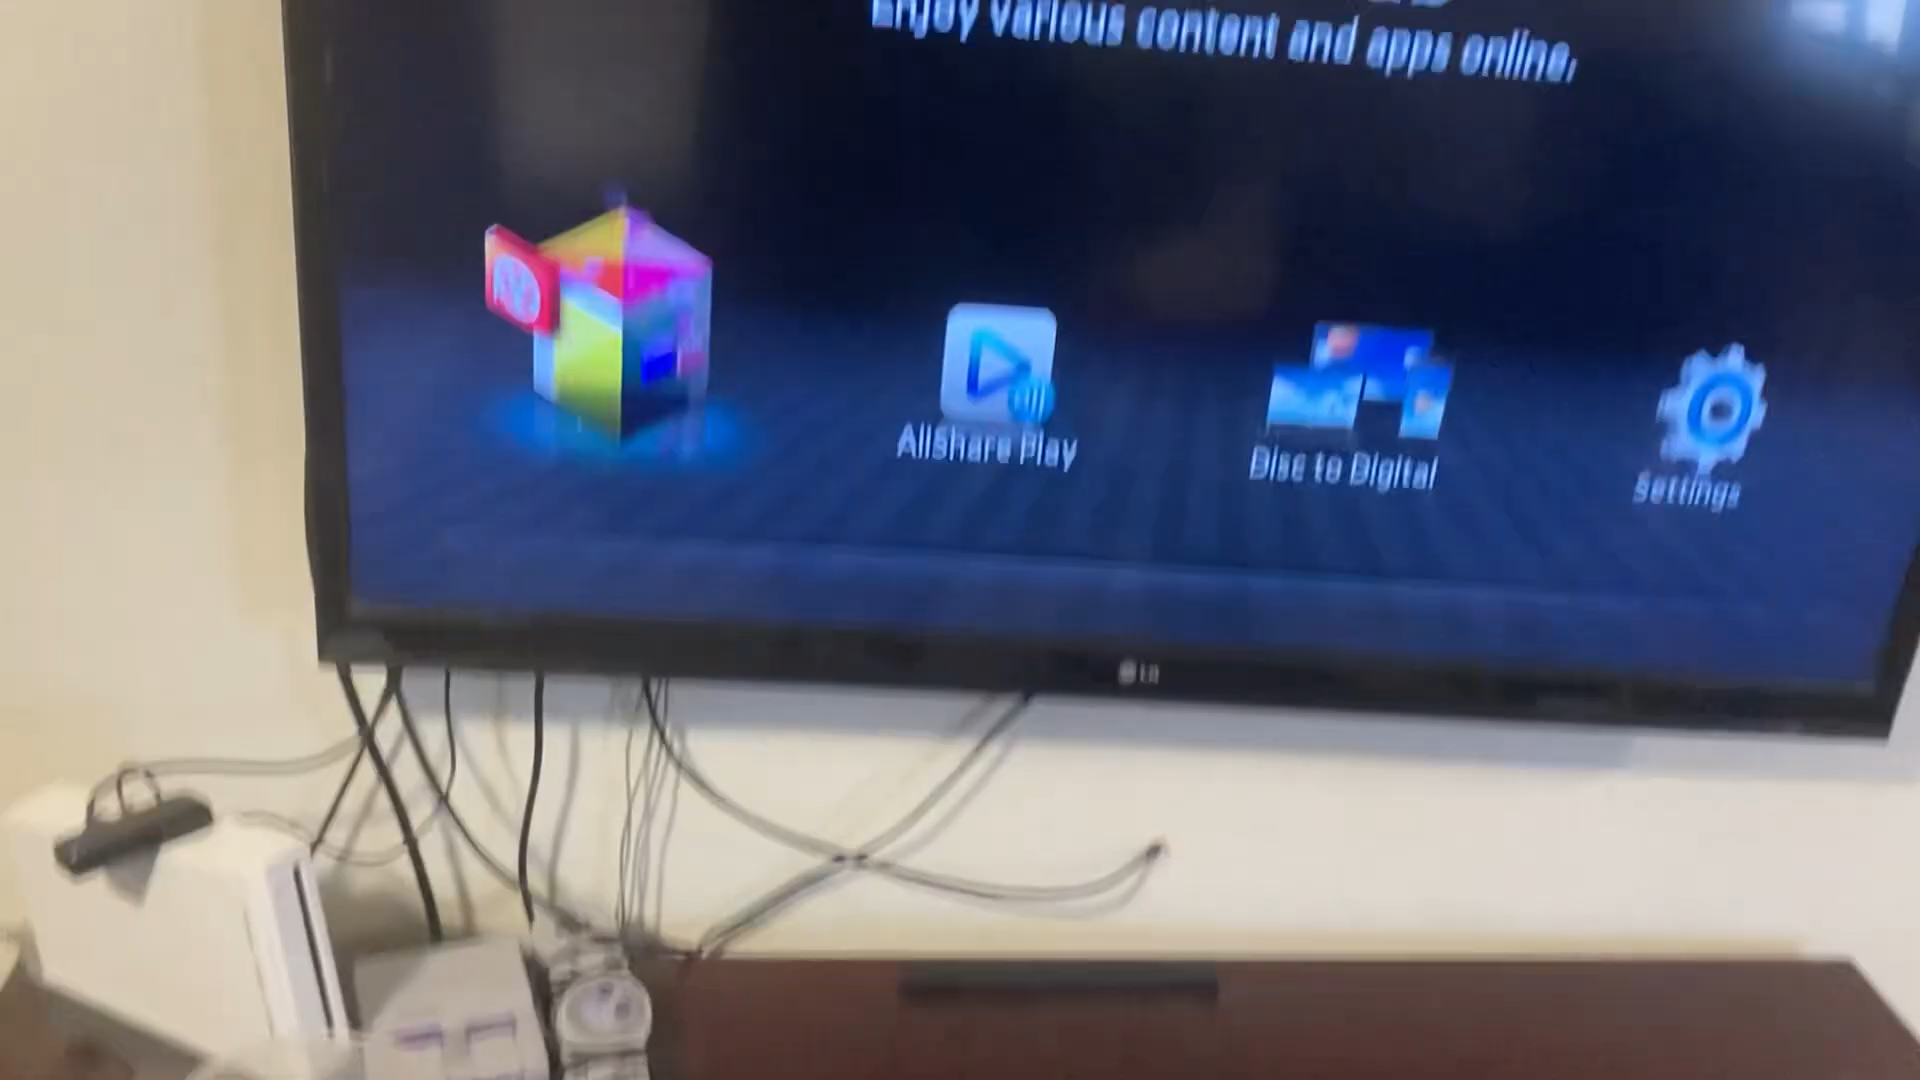 Enjoy various content and apps online.
AllShare Play
Disc to Digital
Settings
LG